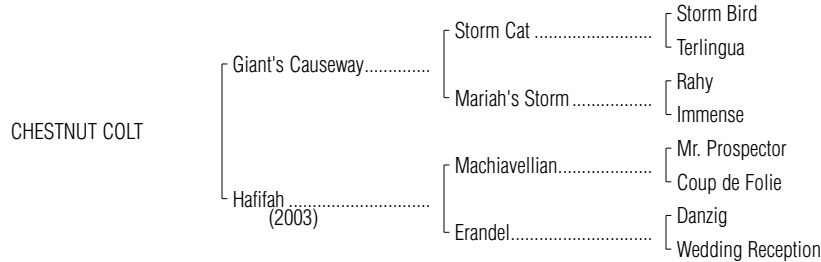 Storm Bird
Storm Cat ........................
Terlingua
Giant's Causeway..............
Rahy
Mariah's Storm ................
Immense
CHESTNUT COLT
Mr. Prospector
Machiavellian...................
Coup de Folie
Hafifah .............................
(2003)
Danzig
Erandel.............................
Wedding Reception